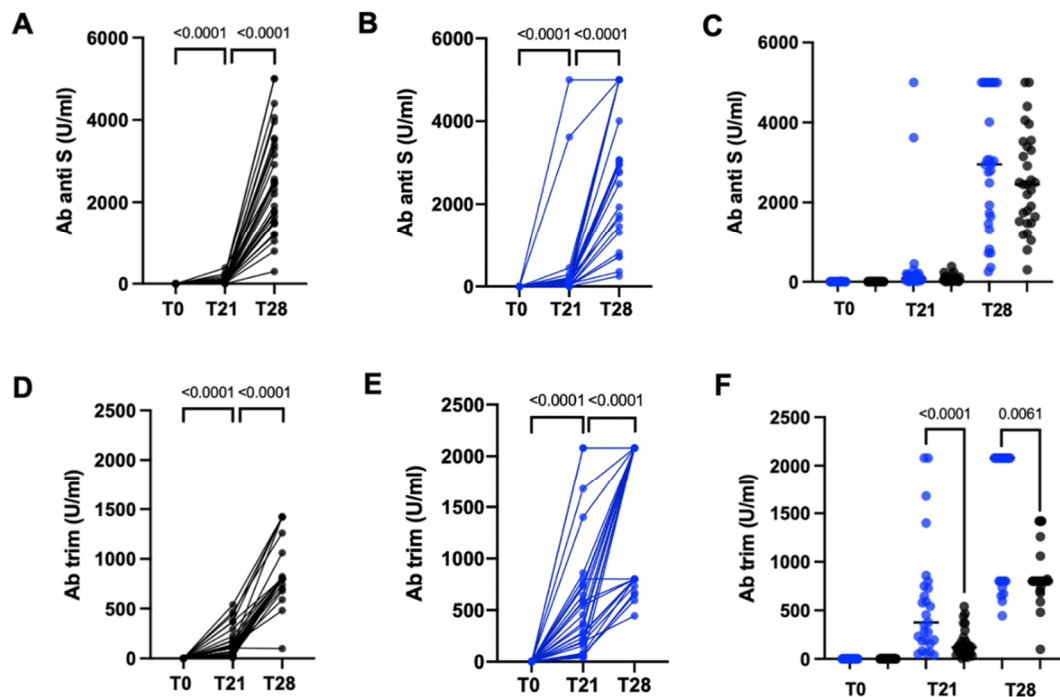 A
<0.0001 <0.0001
Ab anti S (U/ml)
6000
4000
2000
0
T0 T21 T28
B
<0.0001 <0.0001
Ab anti S (U/ml)
6000
4000
2000
0
T0 T21 T28
C
Ab anti S (U/ml)
6000
4000
2000
0
T0 T21 T28
D
<0.0001 <0.0001
Ab trim (U/ml)
2500
2000
1500
1000
500
0
T0 T21 T28
E
<0.0001 <0.0001
Ab trim (U/ml)
2500
2000
1500
1000
500
0
T0 T21 T28
F
<0.0001 0.0061
Ab trim (U/ml)
2500
2000
1500
1000
500
0
T0 T21 T28